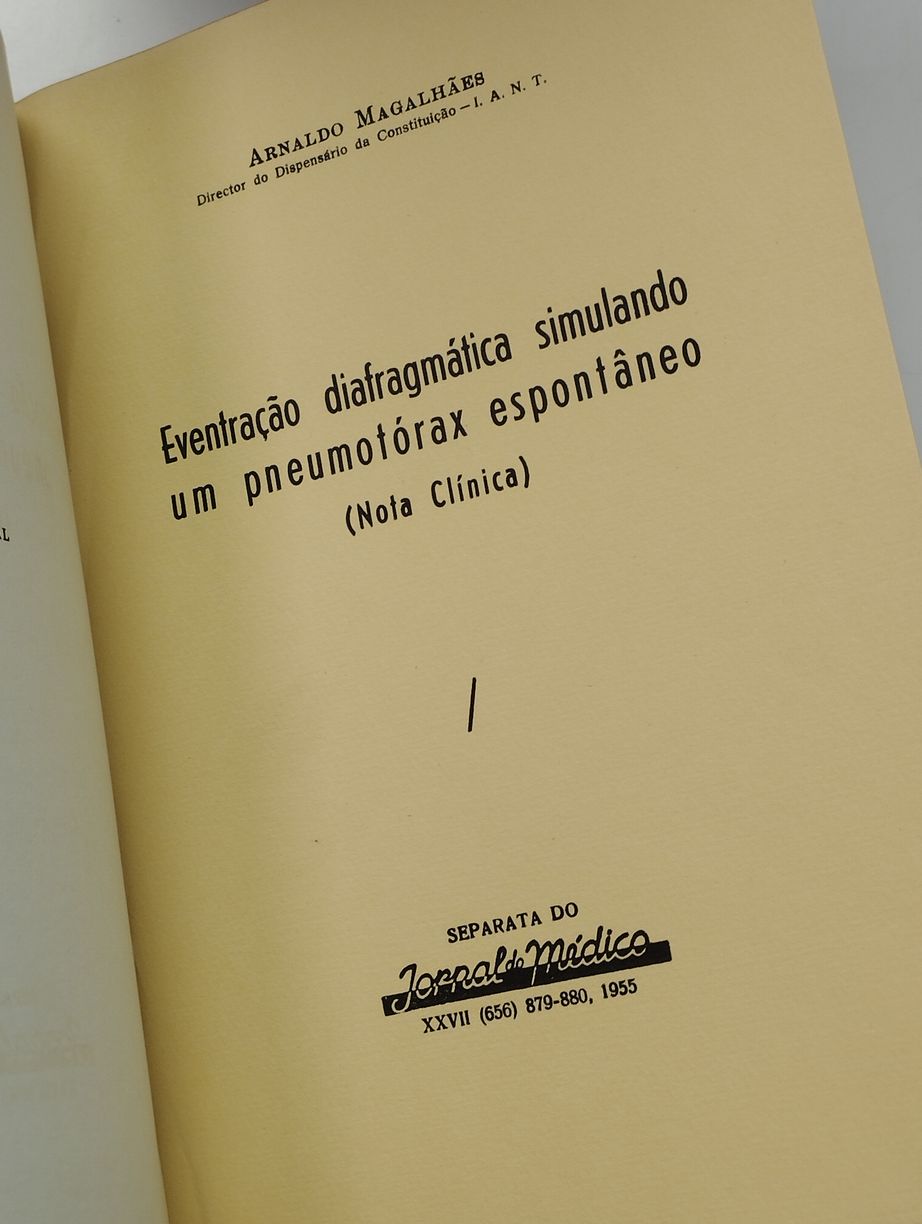 ARNALDO MAGALHÃES
Director do Dispensário da Constituição — I. A. N. T.
Eventração diafragmática simulando
um pneumotórax espontâneo
(Nota Clínica)
SEPARATA DO
Jornal do Médico
XXVII (656) 879-880, 1955